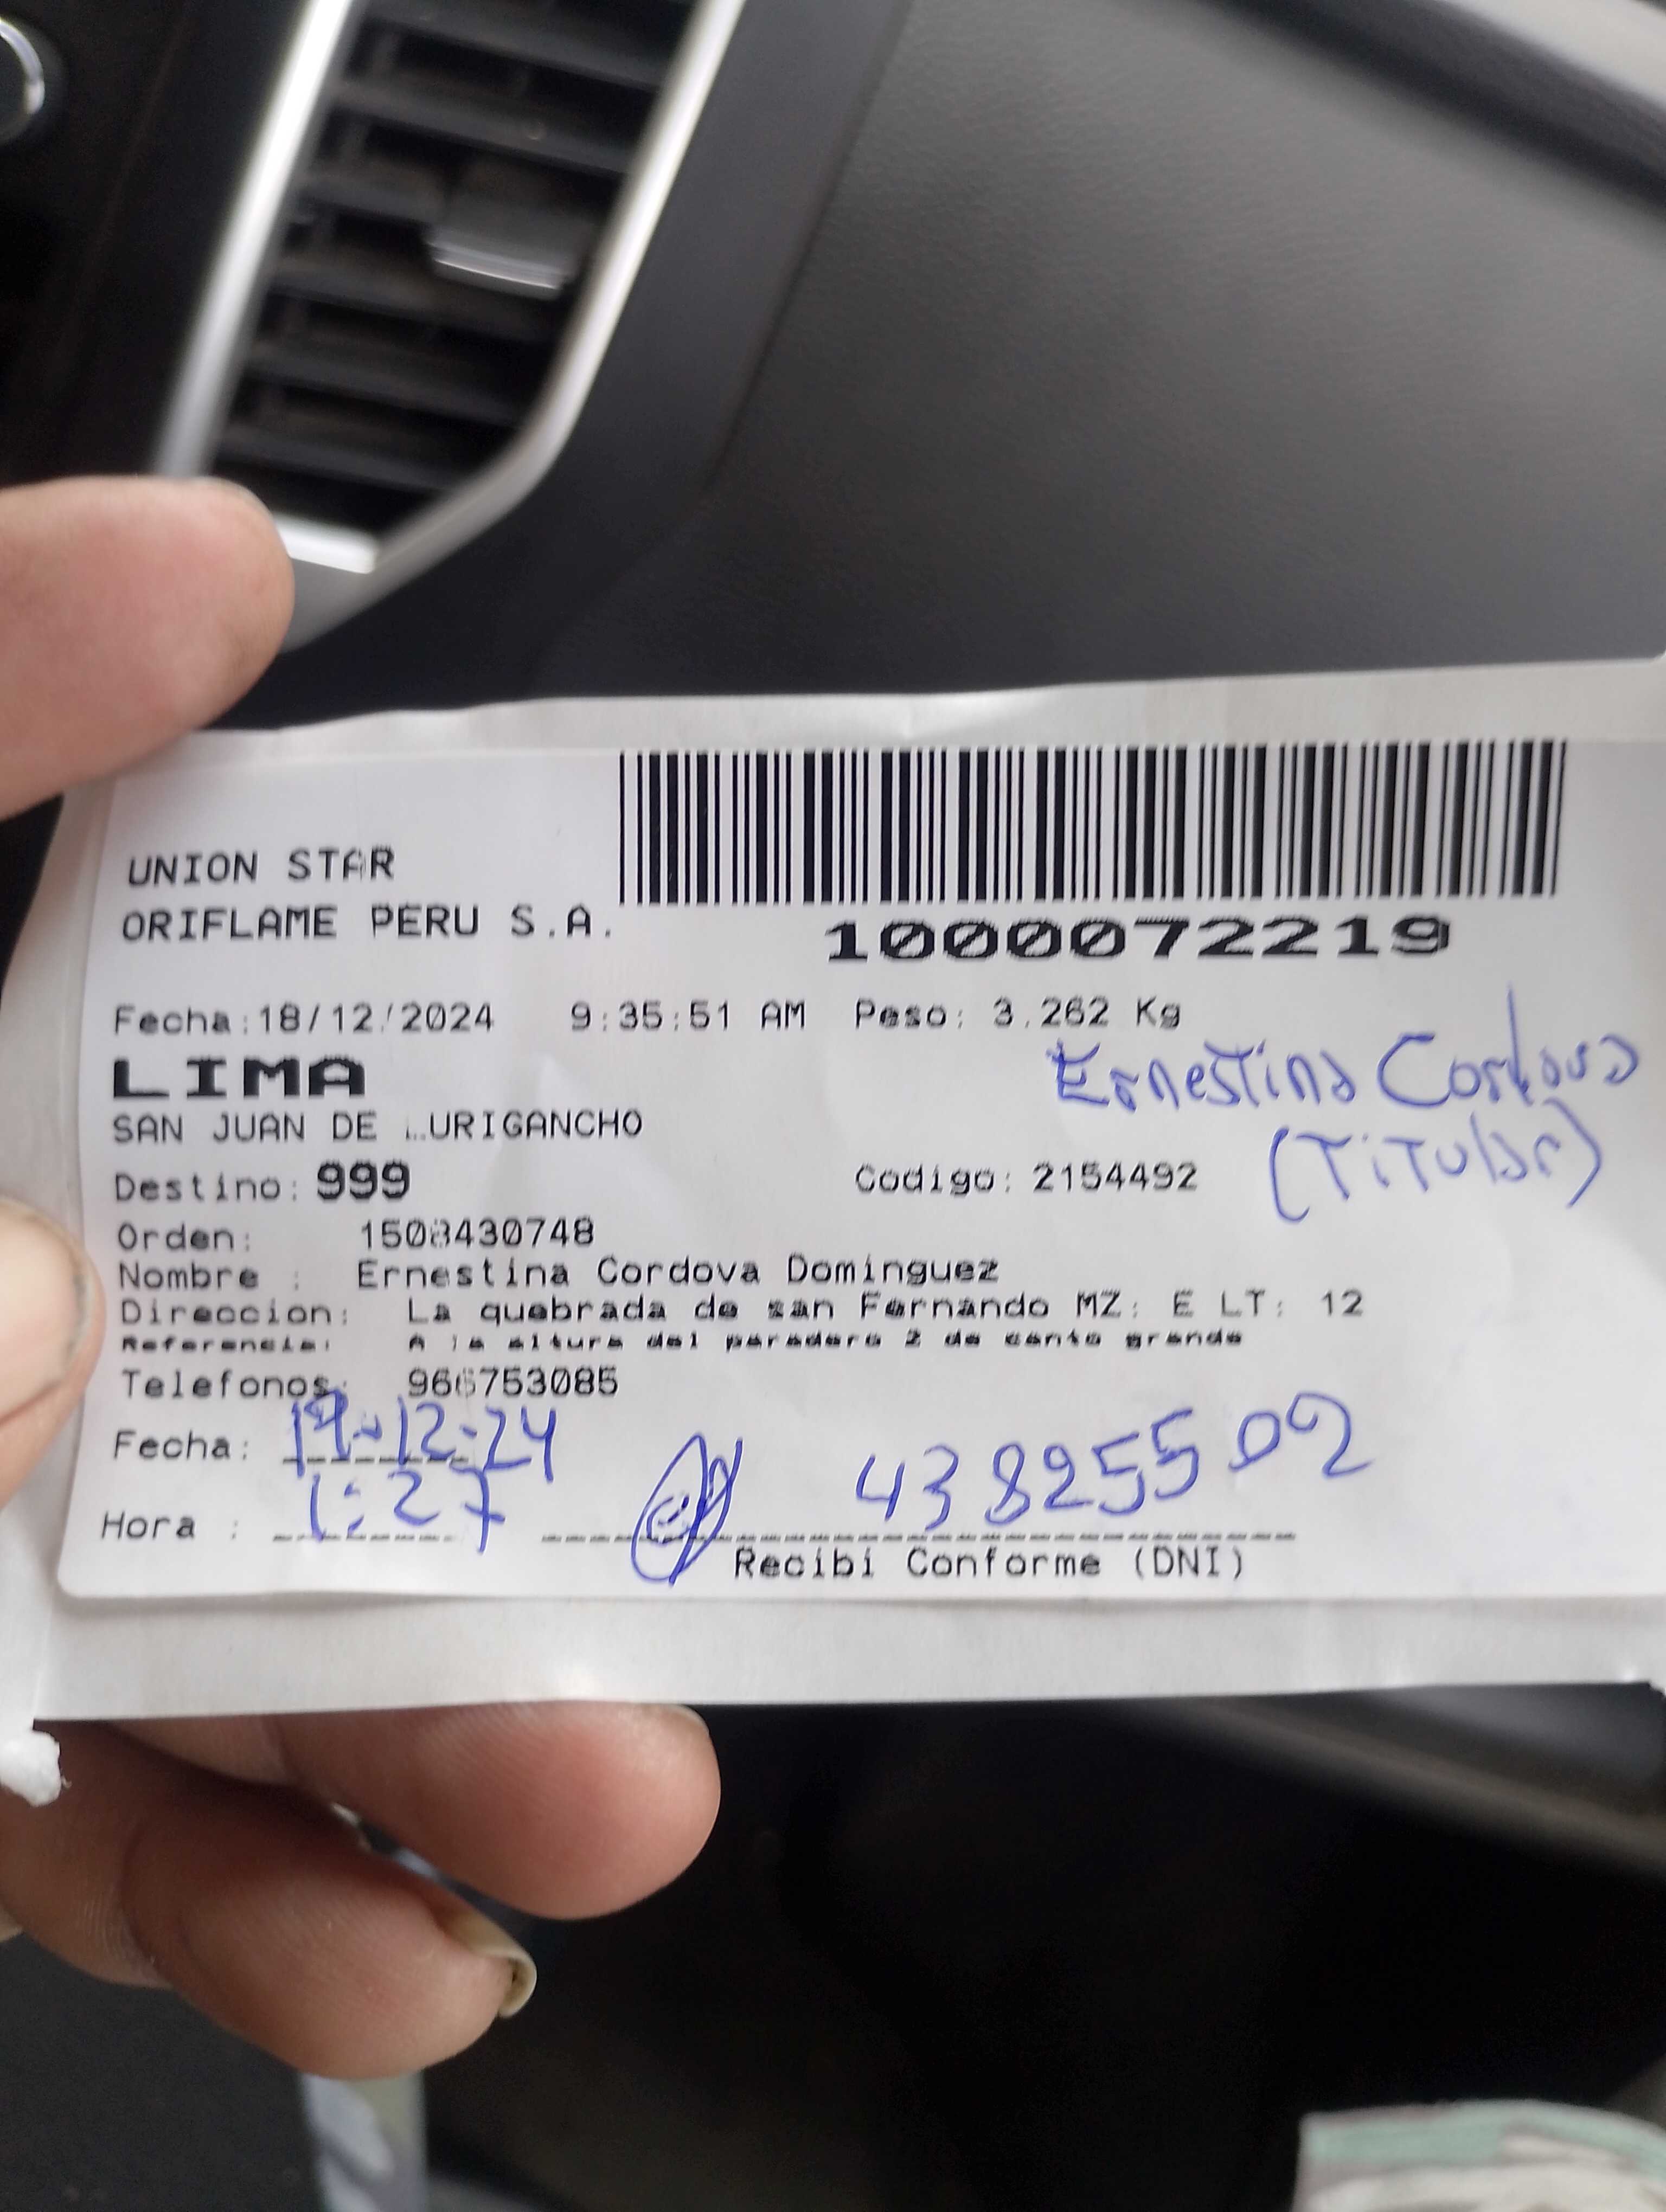 UNION STAR
ORIFLAME PERU S.A.
1000072219
Fecha:18/12/2024 9:35:51 AM Peso: 3.262 Kg
LIMA
Ernestina Cordova
SAN JUAN DE LURIGANCHO
(Titular)
Destino: 999 Codigo: 2154492
Orden: 1503430748
Nombre : Ernestina Cordova Dominguez
Direccion: La quebrada de san Fernando MZ: E LT: 12
Referencia: A la altura del paradero 2 de canto grande
Telefonos: 966753085
Fecha: 19-12-24
Hora : 1:27 43825502
Recibi Conforme (DNI)